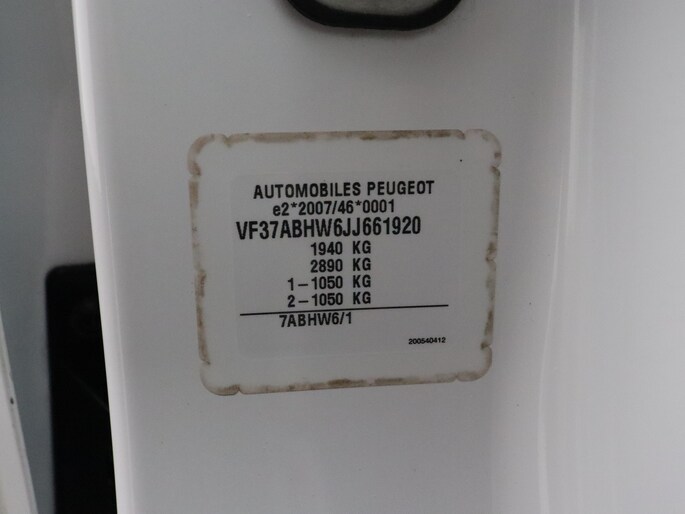 AUTOMOBILES PEUGEOT
e2*2007/46*0001
VF37ABHW6JJ661920
1940 KG
2890 KG
1-1050 KG
2-1050 KG
7ABHW6/1
200540412